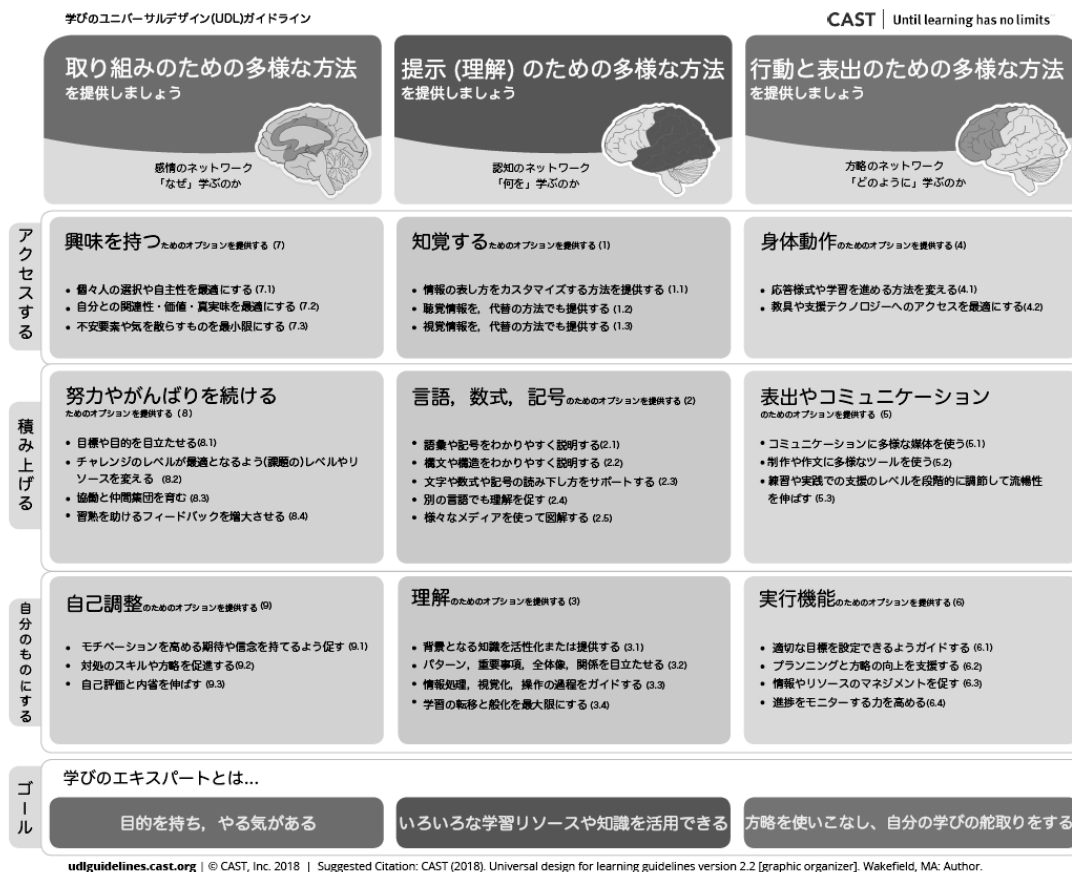 学びのユニバーサルデザイン(UDL)ガイドライン
CAST | Until learning has no limits
取り組みのための多様な方法
を提供しましょう
感情のネットワーク
「なぜ」学ぶのか
提示 (理解) のための多様な方法
を提供しましょう
認知のネットワーク
「何を」学ぶのか
行動と表出のための多様な方法
を提供しましょう
方略のネットワーク
「どのように」学ぶのか
アクセスする
興味を持つためのオプションを提供する (7)
• 個々人の選択や自主性を最適にする (7.1)
• 自分との関連性・価値・真実味を最適にする (7.2)
• 不安要素や気を散らすものを最小限にする (7.3)
知覚するためのオプションを提供する (1)
• 情報の表し方をカスタマイズする方法を提供する (1.1)
• 聴覚情報を，代替の方法でも提供する (1.2)
• 視覚情報を，代替の方法でも提供する (1.3)
身体動作のためのオプションを提供する (4)
• 応答様式や学習を進める方法を変える(4.1)
• 教具や支援テクノロジーへのアクセスを最適にする(4.2)
積み上げる
努力やがんばりを続ける
ためのオプションを提供する (8)
• 目標や目的を目立たせる(8.1)
• チャレンジのレベルが最適となるよう(課題の)レベルやリ
ソースを変える (8.2)
• 協働と仲間集団を育む (8.3)
• 習熟を助けるフィードバックを増大させる (8.4)
言語，数式，記号のためのオプションを提供する (2)
• 語彙や記号をわかりやすく説明する(2.1)
• 構文や構造をわかりやすく説明する (2.2)
• 文字や数式や記号の読み下し方をサポートする (2.3)
• 別の言語でも理解を促す (2.4)
• 様々なメディアを使って図解する (2.5)
表出やコミュニケーション
のためのオプションを提供する (5)
• コミュニケーションに多様な媒体を使う(5.1)
• 制作や作文に多様なツールを使う(5.2)
• 練習や実践での支援のレベルを段階的に調節して流暢性
を伸ばす (5.3)
自分のものにする
自己調整のためのオプションを提供する (9)
• モチベーションを高める期待や信念を持てるよう促す (9.1)
• 対処のスキルや方略を促進する(9.2)
• 自己評価と内省を伸ばす (9.3)
理解のためのオプションを提供する (3)
• 背景となる知識を活性化または提供する (3.1)
• パターン，重要事項，全体像，関係を目立たせる (3.2)
• 情報処理，視覚化，操作の過程をガイドする (3.3)
• 学習の転移と般化を最大限にする (3.4)
実行機能のためのオプションを提供する (6)
• 適切な目標を設定できるようガイドする (6.1)
• プランニングと方略の向上を支援する (6.2)
• 情報やリソースのマネジメントを促す (6.3)
• 進捗をモニターする力を高める (6.4)
ゴール
学びのエキスパートとは...
目的を持ち，やる気がある
いろいろな学習リソースや知識を活用できる
方略を使いこなし、自分の学びの舵取りをする
udlguidelines.cast.org | © CAST, Inc. 2018 | Suggested Citation: CAST (2018). Universal design for learning guidelines version 2.2 [graphic organizer]. Wakefield, MA: Author.